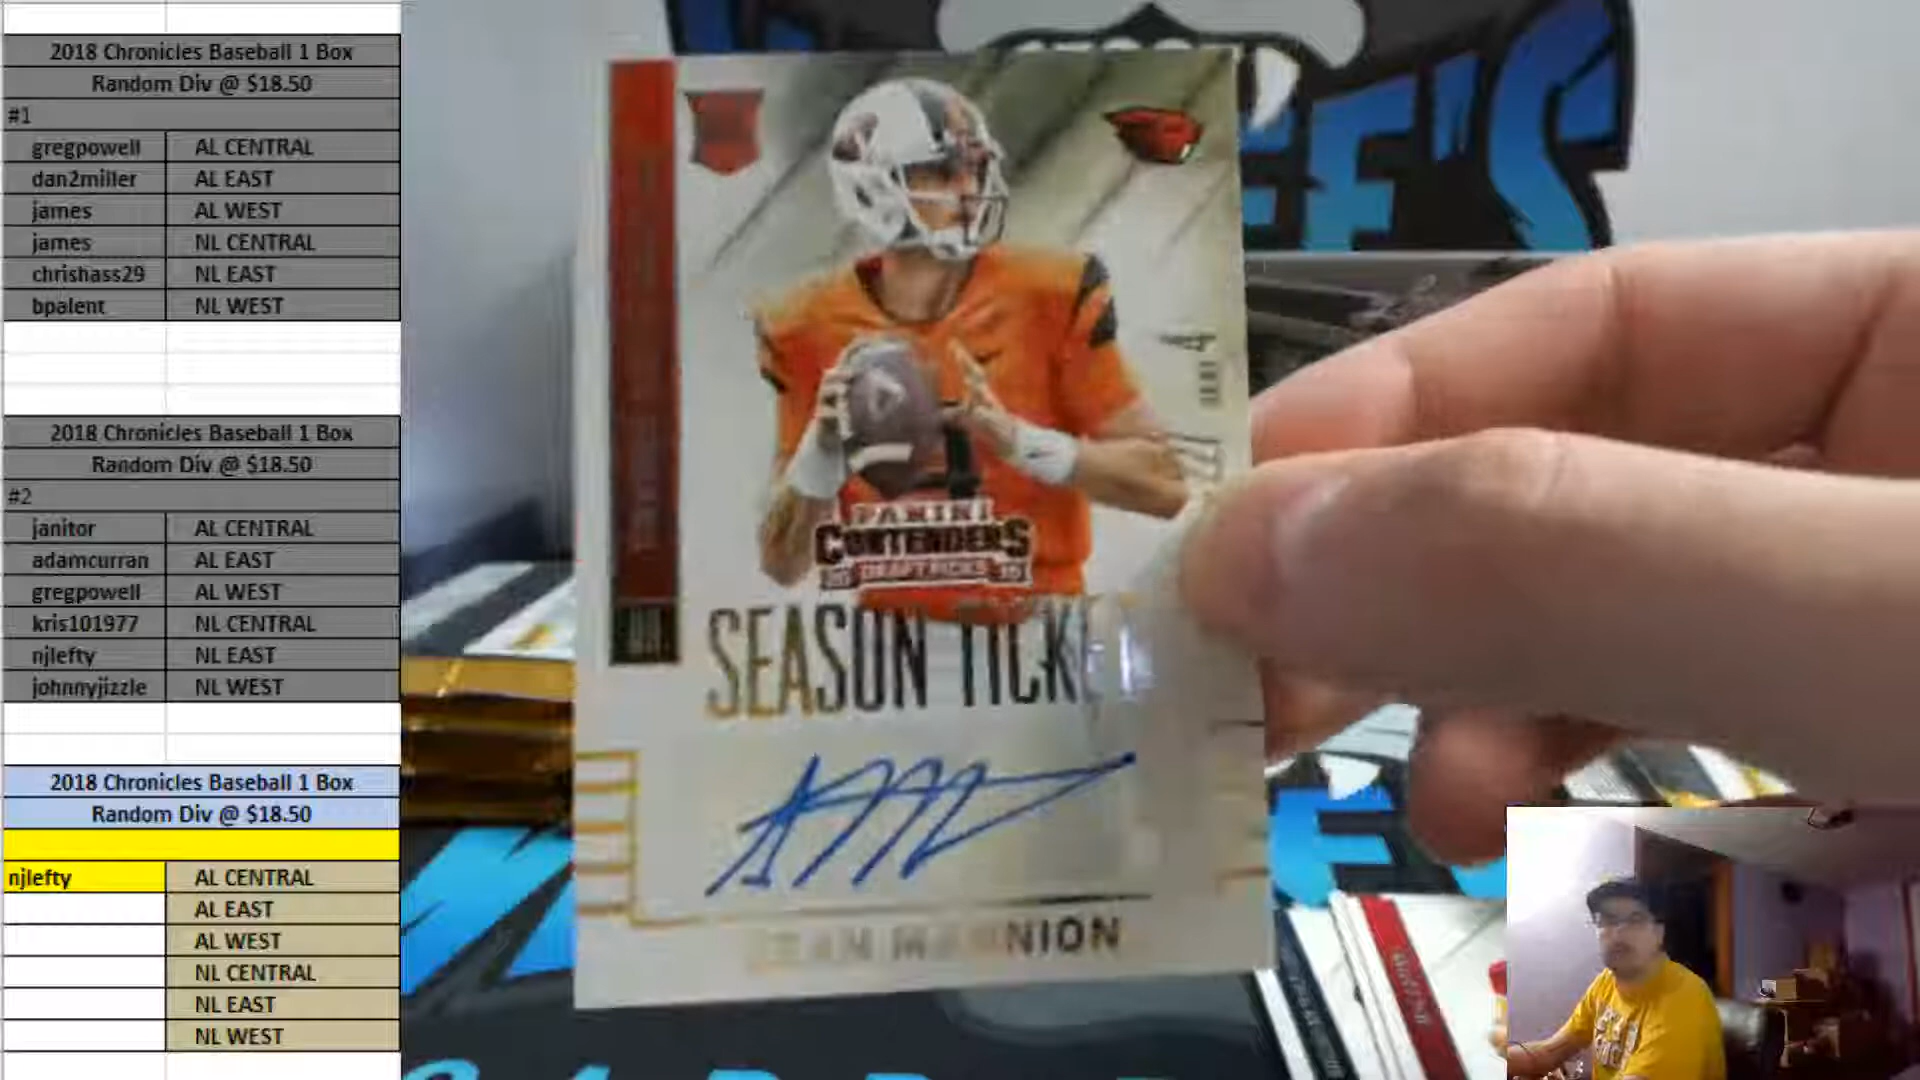 2018 Chronicles Baseball 1 Box
Random Div @ $18.50
#1
gregpowell AL CENTRAL
dan2miller AL EAST
james AL WEST
james NL CENTRAL
chrishass29 NL EAST
bpalent NL WEST
2018 Chronicles Baseball 1 Box
Random Div @ $18.50
#2
janitor AL CENTRAL
adamcurran AL EAST
gregpowell AL WEST
kris101977 NL CENTRAL
njlefty NL EAST
johnnyjizzle NL WEST
2018 Chronicles Baseball 1 Box
Random Div @ $18.50
njlefty AL CENTRAL
AL EAST
AL WEST
NL CENTRAL
NL EAST
NL WEST
PANINI
CONTENDERS
DRAFT PICKS
SEASON TICKET
SEAN MANNION